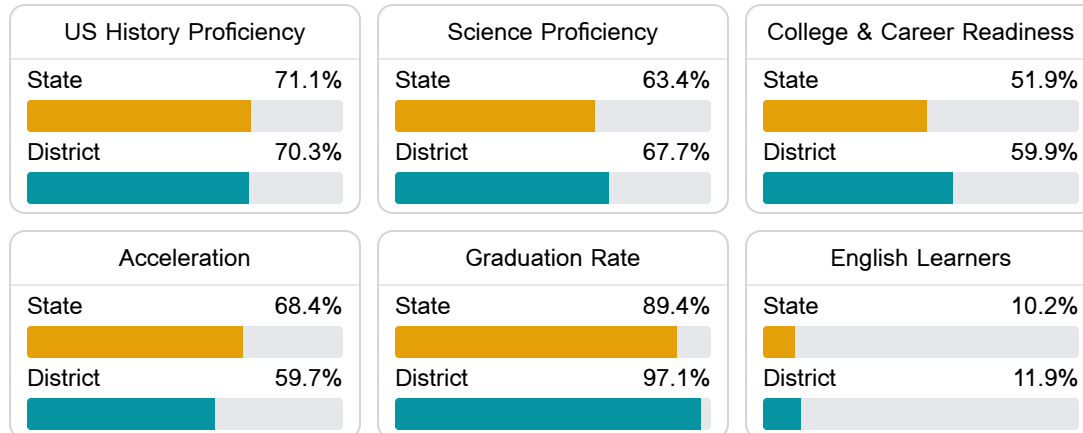 US History Proficiency
State 71.1%
District 70.3%
Science Proficiency
State 63.4%
District 67.7%
College & Career Readiness
State 51.9%
District 59.9%
Acceleration
State 68.4%
District 59.7%
Graduation Rate
State 89.4%
District 97.1%
English Learners
State 10.2%
District 11.9%